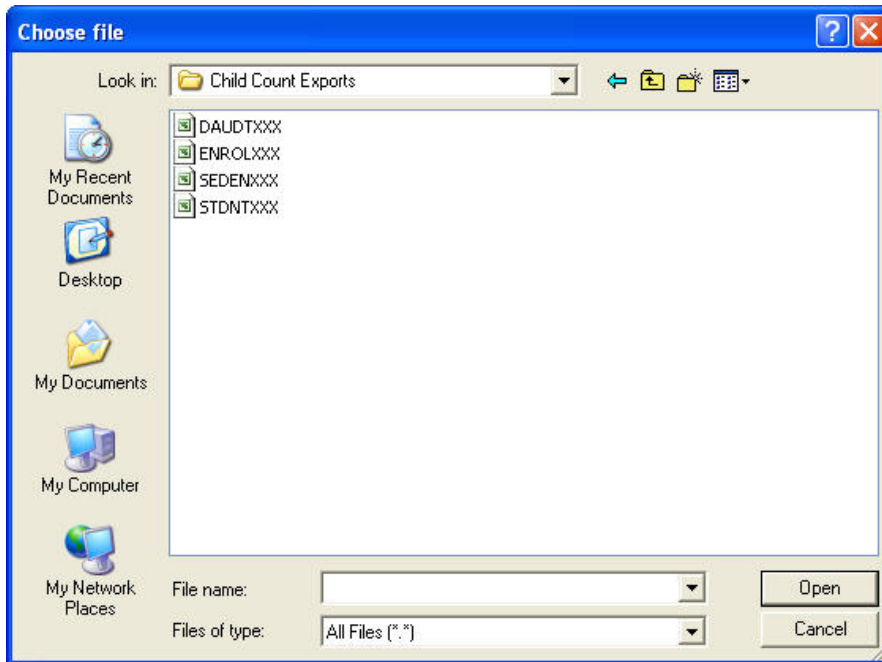 Choose file
Look in: Child Count Exports
My Recent
Documents
Desktop
My Documents
My Computer
My Network
Places
DAUDTXXX
ENROLXXX
SEDENXXX
STDNTXXX
File name:
Open
Files of type: All Files (*.*)
Cancel